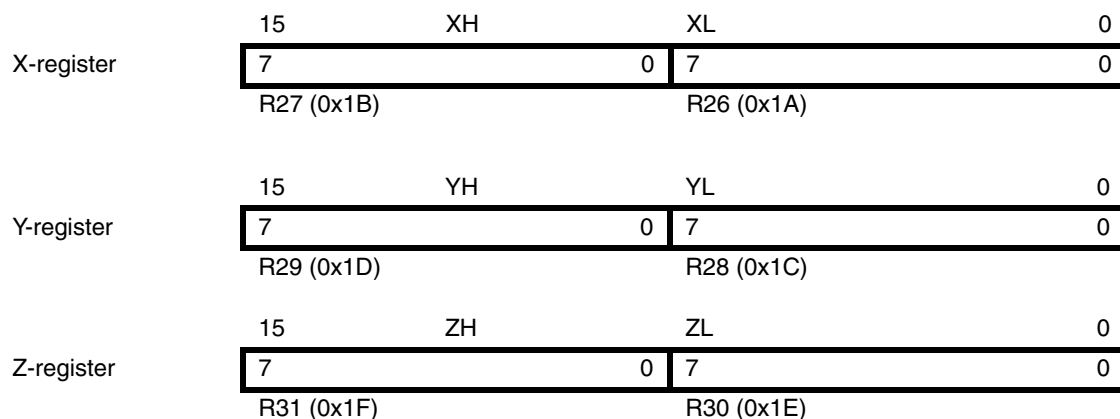 15 XH XL 0
X-register 7 0 7 0
R27 (0x1B) R26 (0x1A)
15 YH YL 0
Y-register 7 0 7 0
R29 (0x1D) R28 (0x1C)
15 ZH ZL 0
Z-register 7 0 7 0
R31 (0x1F) R30 (0x1E)